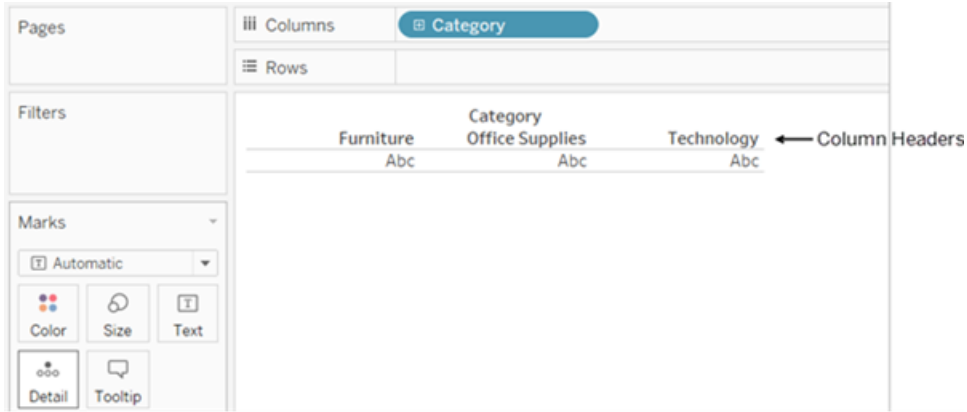 Pages
Columns
Category
Rows
Filters
Category
Furniture Office Supplies Technology
Column Headers
Abc Abc Abc
Marks
T Automatic
Color Size T Text
Detail Tooltip